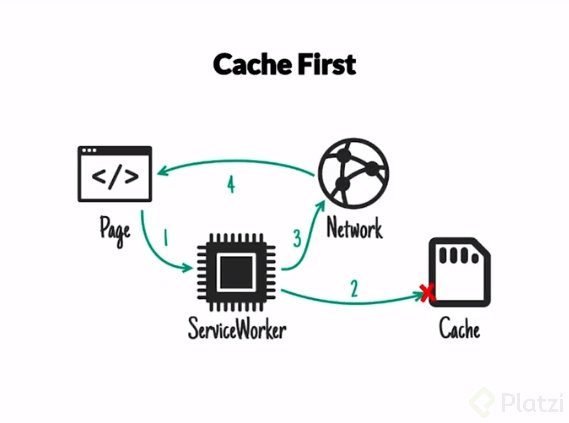 Cache First
</>
4
Page
1
3
Network
2
ServiceWorker
Cache
Platzi